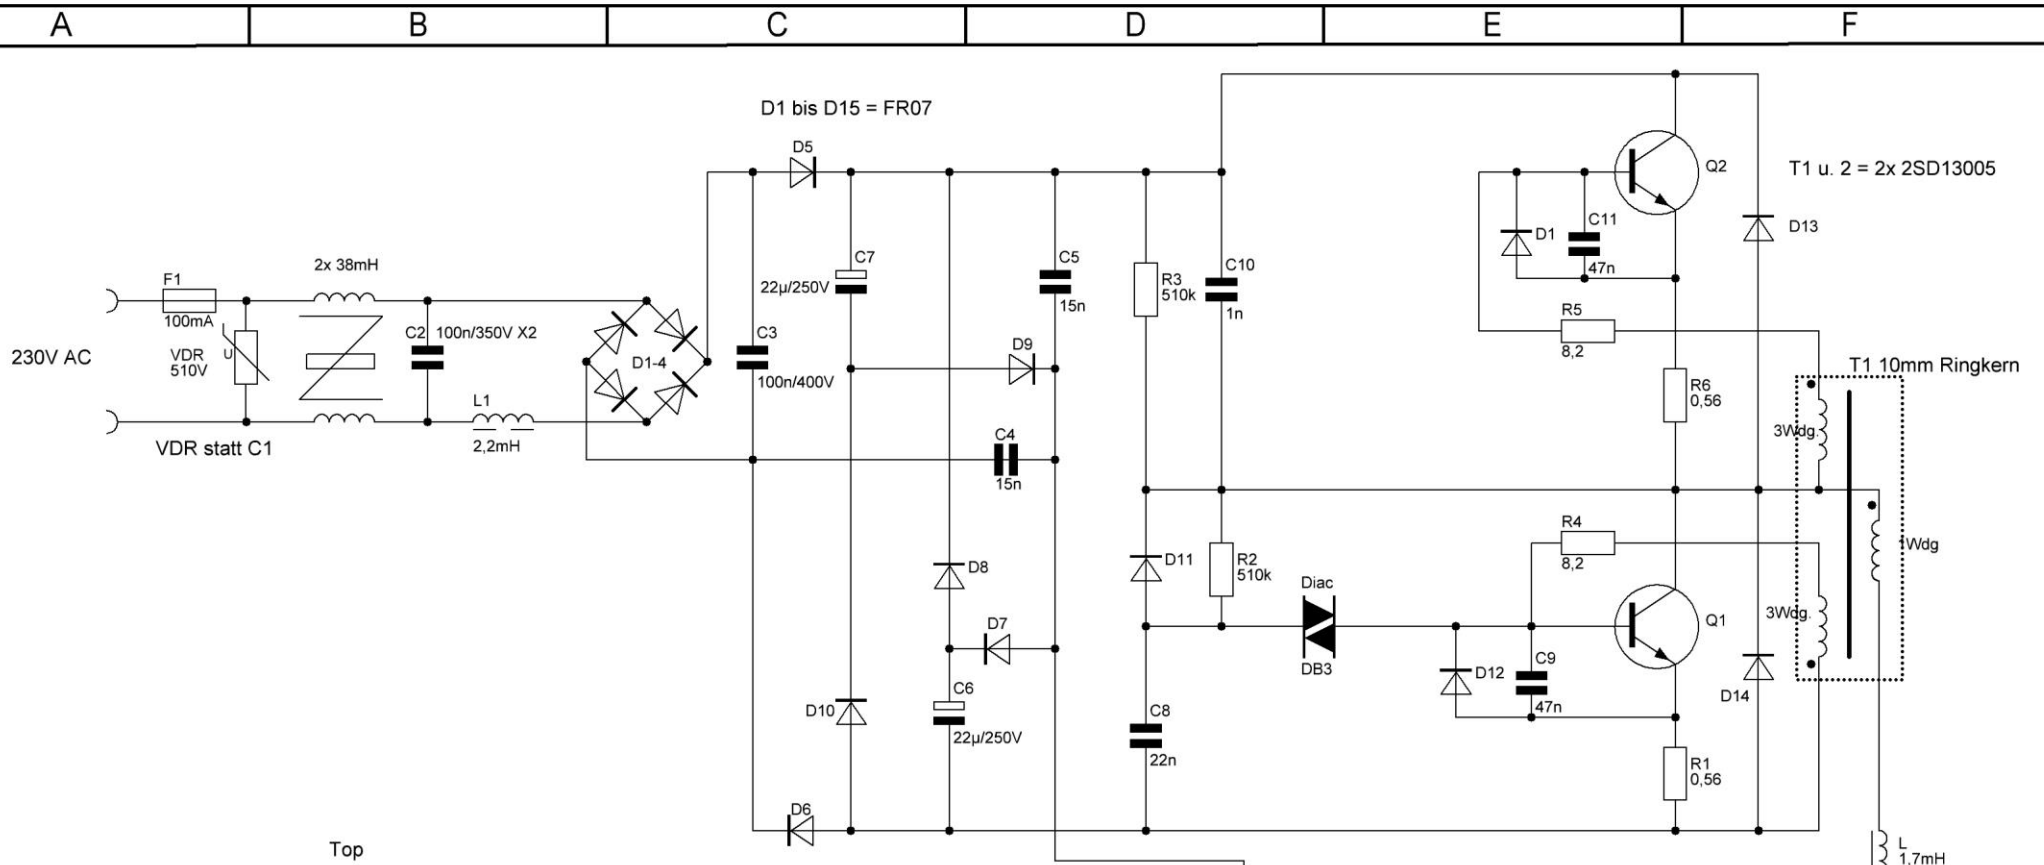 A B C D E F
D1 bis D15 = FR07
D5
Q2
T1 u. 2 = 2x 2SD13005
C11
D1
47n
D13
C7
22µ/250V
C5
15n
R3
510k
C10
1n
2x 38mH
F1
100mA
R5
8,2
C2
100n/350V X2
VDR
510V
U
230V AC
D1-4
C3
100n/400V
D9
R6
0,56
T1 10mm Ringkern
L1
2,2mH
VDR statt C1
C4
15n
3Wdg.
R4
8,2
D11
R2
510k
Diac
DB3
D8
D7
Wdg
3Wdg.
Q1
D12
C9
47n
D14
D10
C6
22µ/250V
C8
22n
R1
0,56
D6
Top
L
1,7mH